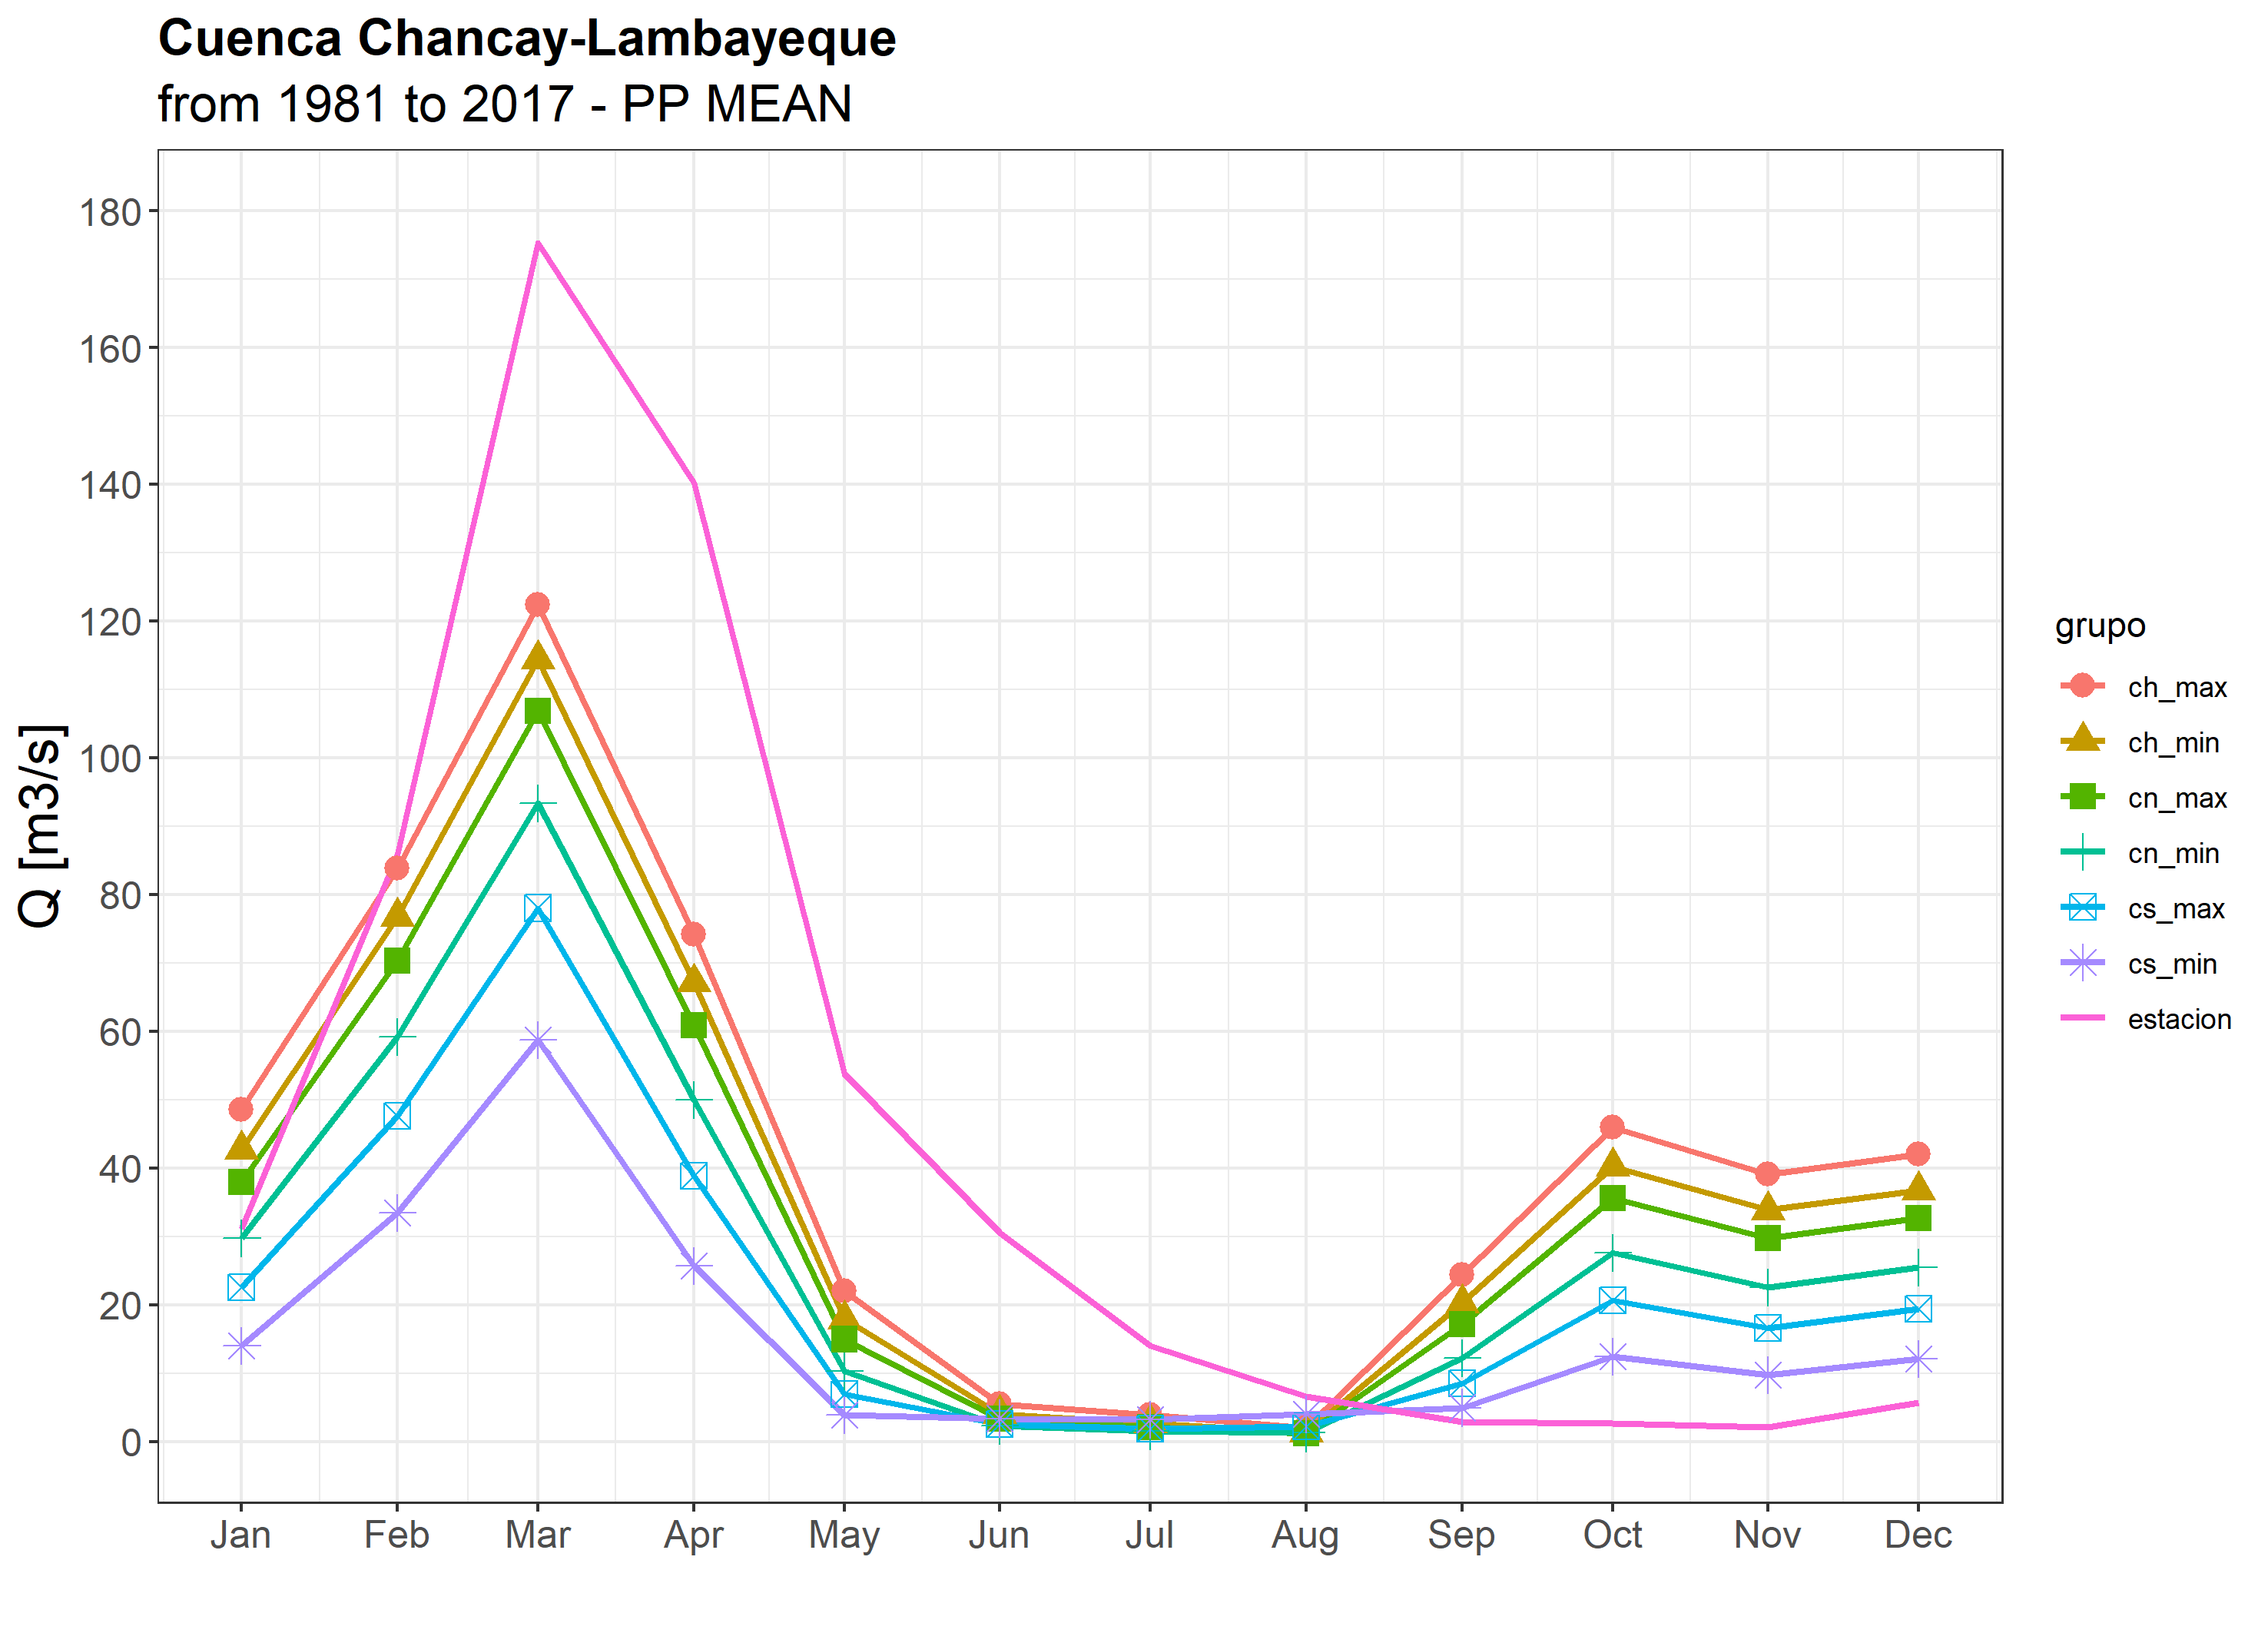 Cuenca Chancay-Lambayeque
from 1981 to 2017 - PP MEAN
Q [m3/s]
180
160
140
120
100
80
60
40
20
0
Jan Feb Mar Apr May Jun Jul Aug Sep Oct Nov Dec
grupo
ch_max
ch_min
cn_max
cn_min
cs_max
cs_min
estacion